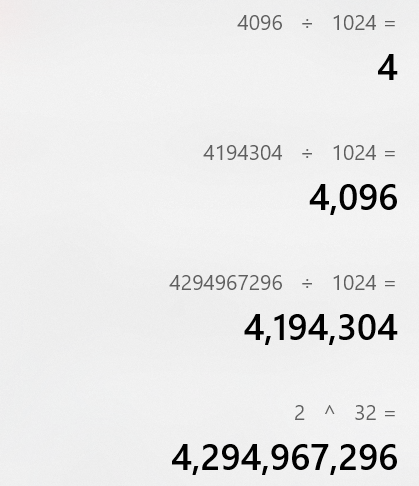 4096 ÷ 1024 =
4
4194304 ÷ 1024 =
4,096
4294967296 ÷ 1024 =
4,194,304
2 ^ 32 =
4,294,967,296